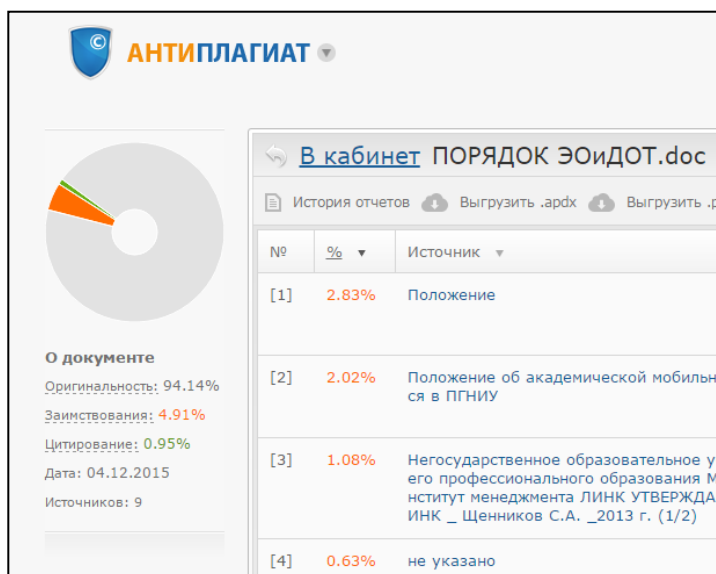 ©
АНТИПЛАГИАТ
О документе
Оригинальность: 94.14%
Заимствования: 4.91%
Цитирование: 0.95%
Дата: 04.12.2015
Источников: 9
В кабинет ПОРЯДОК ЭОиДОТ.doc
История отчетов Выгрузить .apdx Выгрузить
№ % Источник
[1] 2.83% Положение
[2] 2.02% Положение об академической
ся в ПГНИУ
[3] 1.08% Негосударственное образовательное
его профессионального образования
нститут менеджмента ЛИНК
ИНК _ Щенников С.А. _2013 г. (1/2)
[4] 0.63% не указано